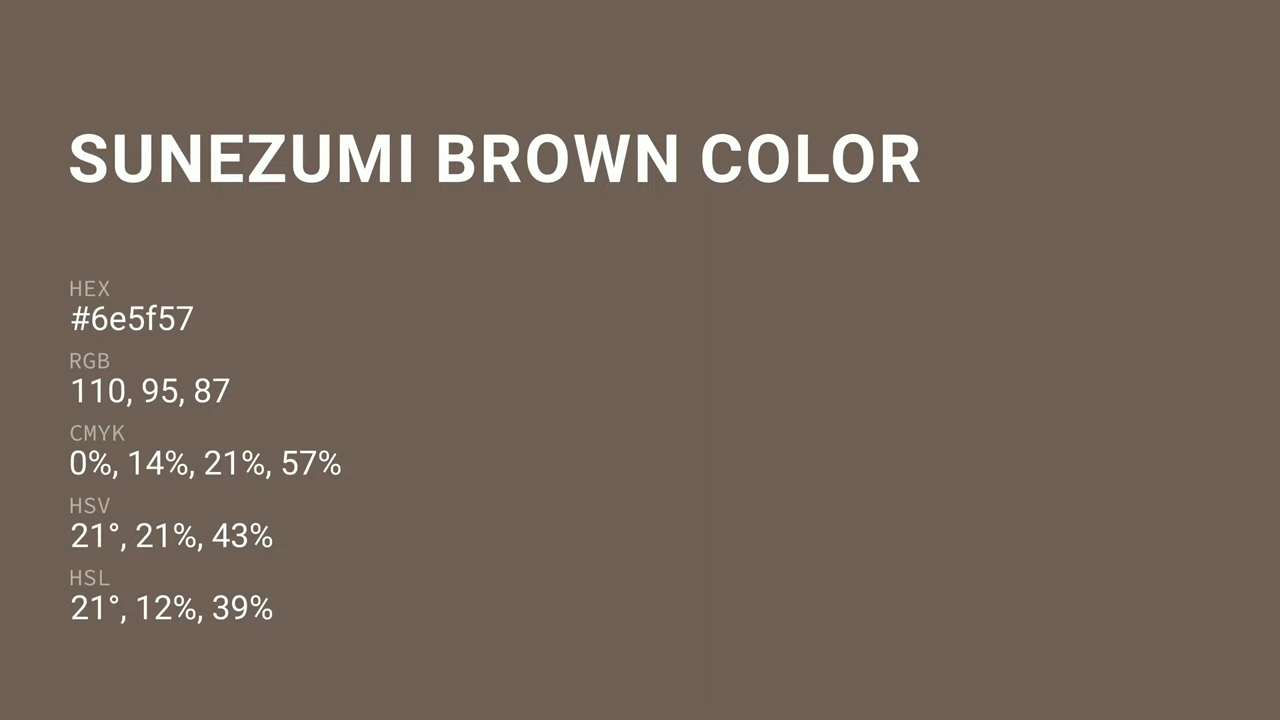 SUNEZUMI BROWN COLOR
HEX
#6e5f57
RGB
110, 95, 87
CMYK
0%, 14%, 21%, 57%
HSV
21°, 21%, 43%
HSL
21°, 12%, 39%